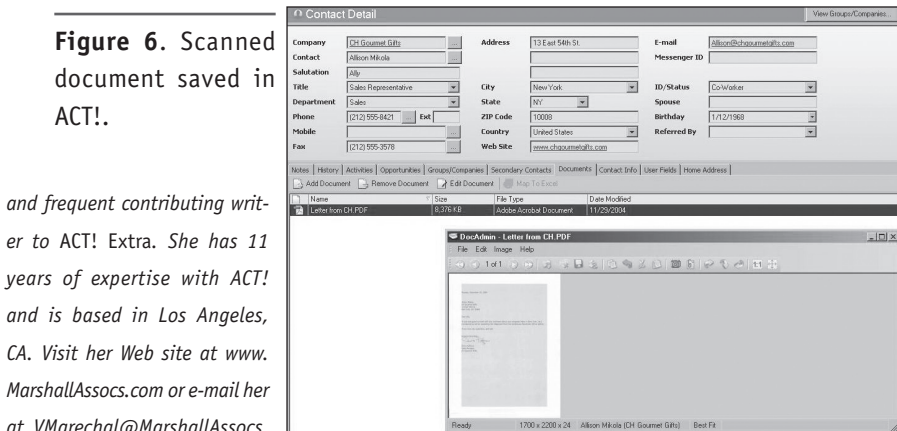 Figure 6. Scanned
document saved in
ACT!.
and frequent contributing writ-
er to ACT! Extra. She has 11
years of expertise with ACT!
and is based in Los Angeles,
CA. Visit her Web site at www.
MarshallAssocs.com or e-mail her
at VMarechal@MarshallAssocs.
Contact Detail View Groups/Companies...
Company CH Gourmet Gifts ... Address 13 East 54th St. E-mail Allison@chgourmetgifts.com
Contact Allison Mikola ... Messenger ID
Salutation Ally
Title Sales Representative City New York ID/Status Co-Worker
Department Sales State NY Spouse
Phone (212) 555-8421 ... Ext ZIP Code 10008 Birthday 1/12/1968
Mobile ... Country United States Referred By
Fax (212) 555-3578 ... Web Site www.chgourmetgifts.com
Notes History Activities Opportunities Groups/Companies Secondary Contacts Documents Contact Info User Fields Home Address
Add Document Remove Document Edit Document Map To Excel
Name Size File Type Date Modified
Letter from CH.PDF 8,376 KB Adobe Acrobat Document 11/29/2004
DocAdmin - Letter from CH.PDF
File Edit Image Help
1 of 1 1:1
Ready 1700 x 2200 x 24 Allison Mikola (CH Gourmet Gifts) Best Fit